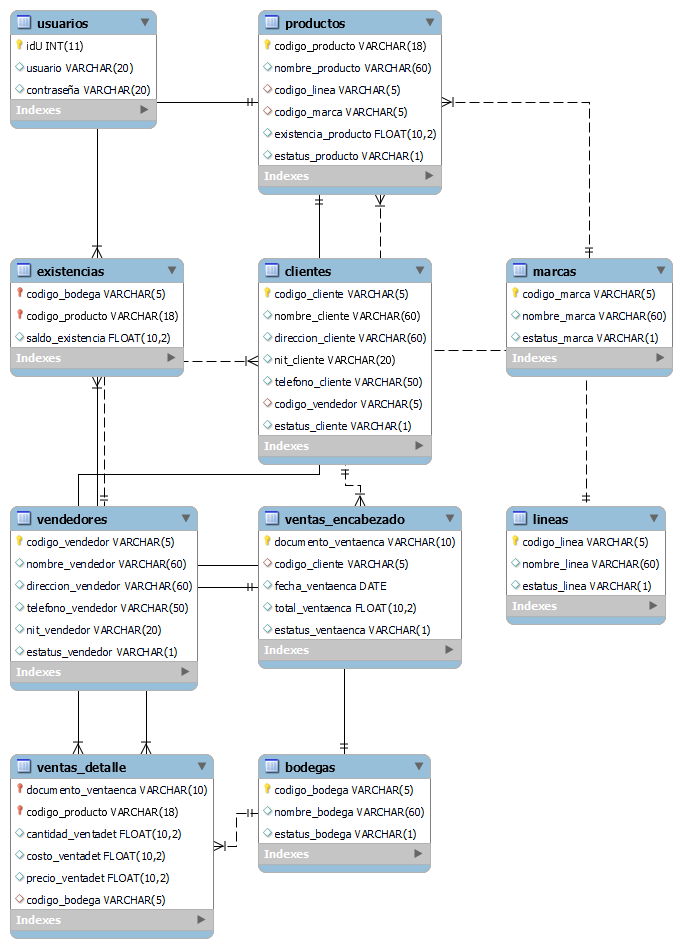 usuarios
idU INT(11)
usuario VARCHAR(20)
contraseña VARCHAR(20)
Indexes
productos
codigo_producto VARCHAR(18)
nombre_producto VARCHAR(60)
codigo_linea VARCHAR(5)
codigo_marca VARCHAR(5)
existencia_producto FLOAT(10,2)
estatus_producto VARCHAR(1)
Indexes
existencias
codigo_bodega VARCHAR(5)
codigo_producto VARCHAR(18)
saldo_existencia FLOAT(10,2)
Indexes
clientes
codigo_cliente VARCHAR(5)
nombre_cliente VARCHAR(60)
direccion_cliente VARCHAR(60)
nit_cliente VARCHAR(20)
telefono_cliente VARCHAR(50)
codigo_vendedor VARCHAR(5)
estatus_cliente VARCHAR(1)
Indexes
marcas
codigo_marca VARCHAR(5)
nombre_marca VARCHAR(60)
estatus_marca VARCHAR(1)
Indexes
vendedores
codigo_vendedor VARCHAR(5)
nombre_vendedor VARCHAR(60)
direccion_vendedor VARCHAR(60)
telefono_vendedor VARCHAR(50)
nit_vendedor VARCHAR(20)
estatus_vendedor VARCHAR(1)
Indexes
ventas_encabezado
documento_ventaenca VARCHAR(10)
codigo_cliente VARCHAR(5)
fecha_ventaenca DATE
total_ventaenca FLOAT(10,2)
estatus_ventaenca VARCHAR(1)
Indexes
lineas
codigo_linea VARCHAR(5)
nombre_linea VARCHAR(60)
estatus_linea VARCHAR(1)
Indexes
ventas_detalle
documento_ventaenca VARCHAR(10)
codigo_producto VARCHAR(18)
cantidad_ventadet FLOAT(10,2)
costo_ventadet FLOAT(10,2)
precio_ventadet FLOAT(10,2)
codigo_bodega VARCHAR(5)
Indexes
bodegas
codigo_bodega VARCHAR(5)
nombre_bodega VARCHAR(60)
estatus_bodega VARCHAR(1)
Indexes